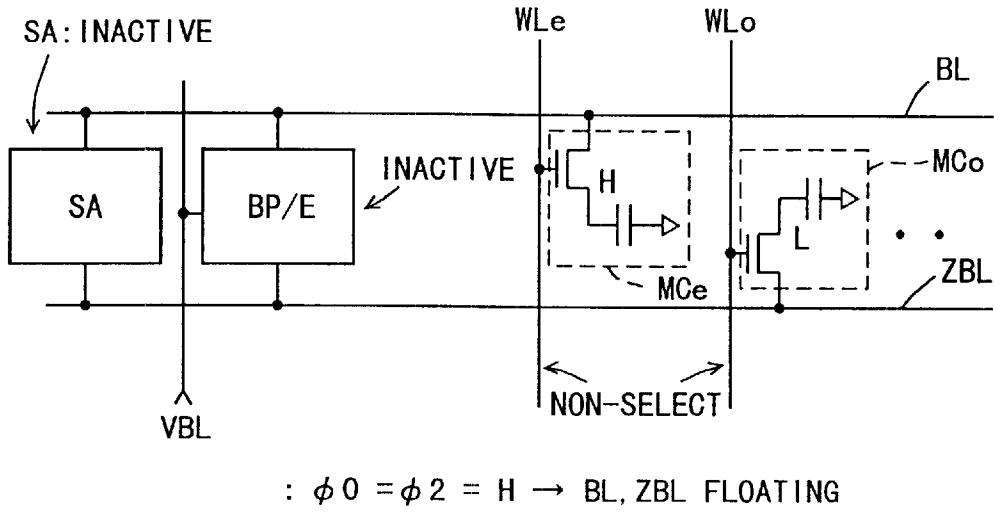 SA:INACTIVE
WLe
WLo
BL
SA
BP/E
INACTIVE
H
MCe
L
MCo
ZBL
NON-SELECT
VBL
: φ0 =φ2 = H → BL, ZBL FLOATING